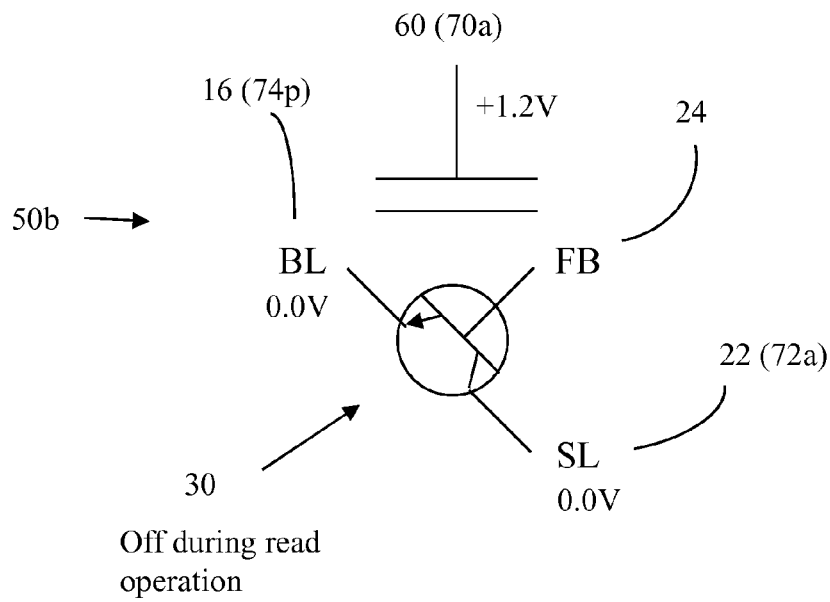 60 (70a)
16 (74p)
+1.2V
24
50b
BL
FB
0.0V
22 (72a)
SL
0.0V
30
Off during read
operation